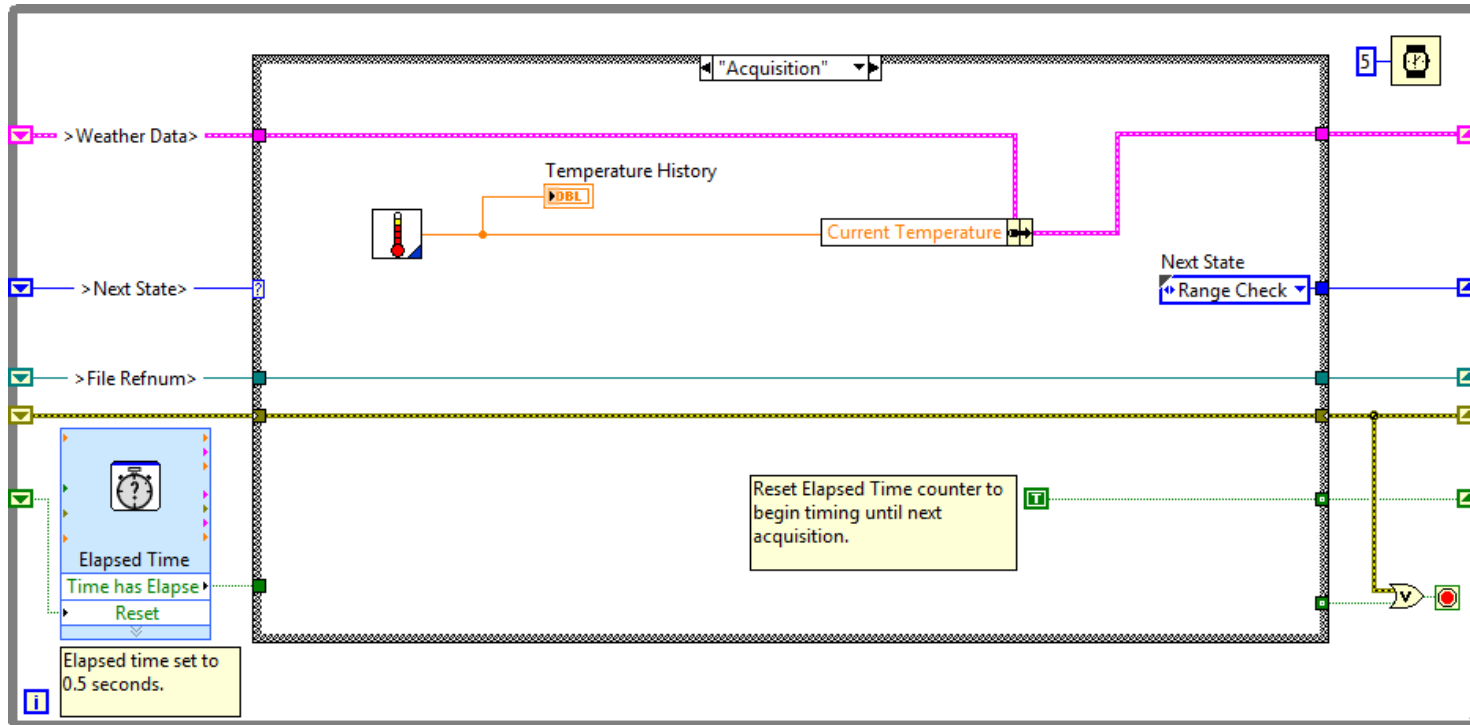 "Acquisition"
5
>Weather Data>
Temperature History
DBL
Current Temperature
>Next State>
?
Next State
Range Check
>File Refnum>
?
Elapsed Time
Time has Elapse
Reset
Reset Elapsed Time counter to
begin timing until next
acquisition.
T
V
Elapsed time set to
0.5 seconds.
i